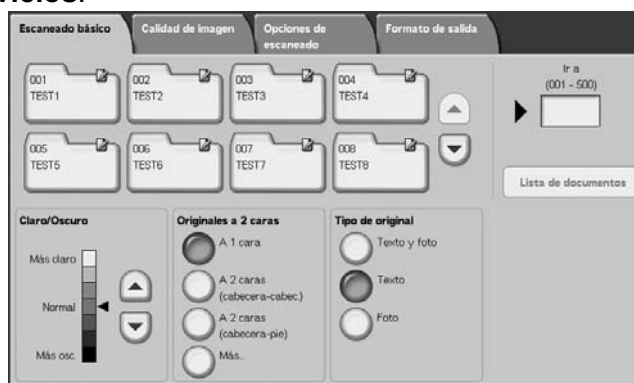 Escaneado básico
Calidad de imagen
Opciones de
escaneado
Formato de salida
001
TEST1
002
TEST2
003
TEST3
004
TEST4
005
TEST5
006
TEST6
007
TEST7
008
TEST8
Ir a
(001 - 500)
Lista de documentos
Claro/Oscuro
Más claro
Normal
Más osc.
Originales a 2 caras
A 1 cara
A 2 caras
(cabecera-cabec.)
A 2 caras
(cabecera-pie)
Más...
Tipo de original
Texto y foto
Texto
Foto